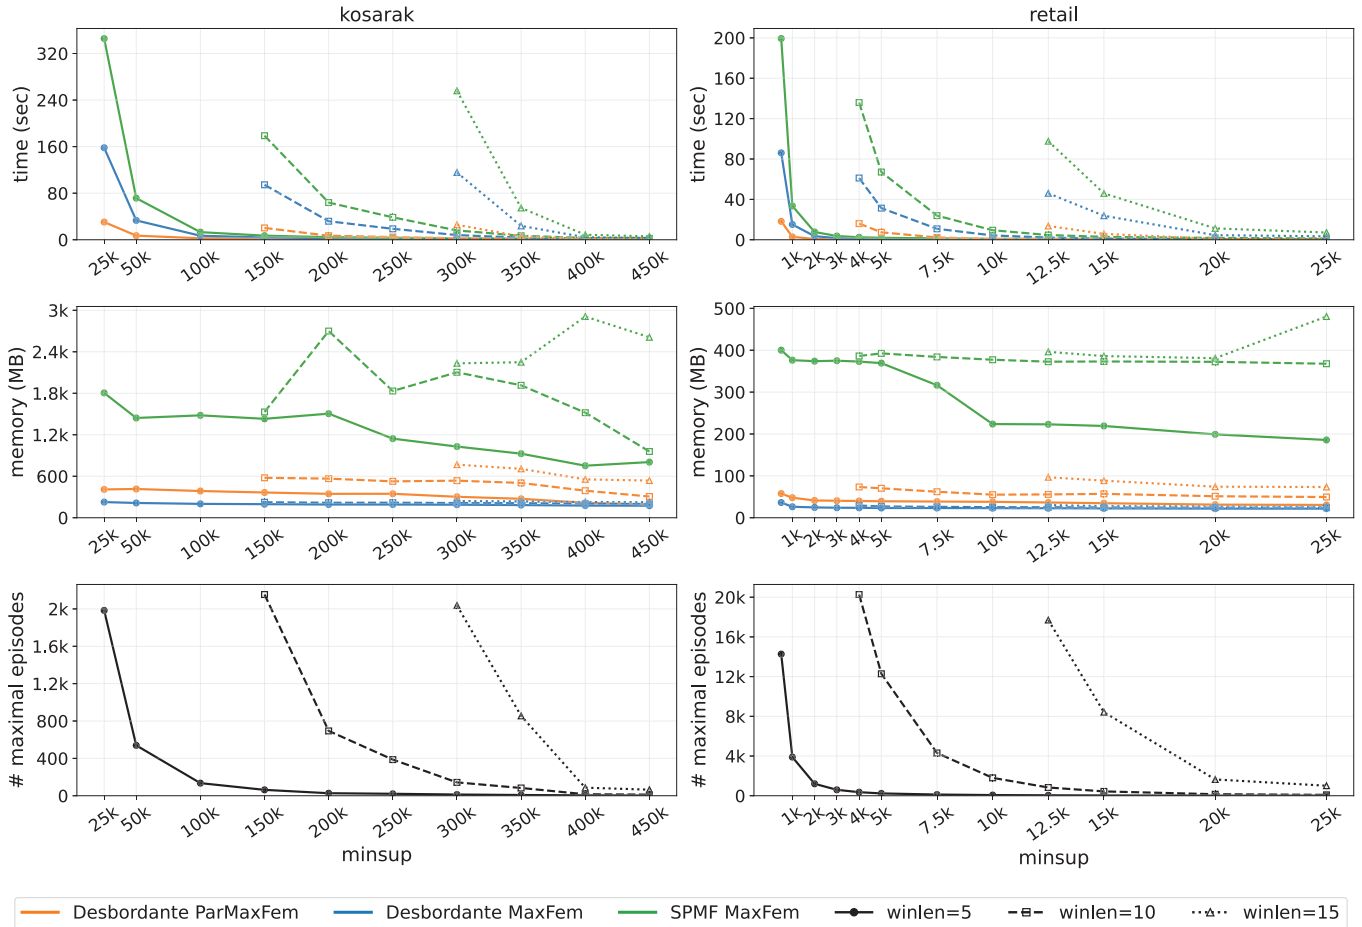 kosarak
retail
time (sec)
320
240
160
80
0
25k 50k 100k 150k 200k 250k 300k 350k 400k 450k
time (sec)
200
160
120
80
40
0
1k 2k 3k 4k 5k 7.5k 10k 12.5k 15k 20k 25k
memory (MB)
3k
2.4k
1.8k
1.2k
600
0
25k 50k 100k 150k 200k 250k 300k 350k 400k 450k
memory (MB)
500
400
300
200
100
0
1k 2k 3k 4k 5k 7.5k 10k 12.5k 15k 20k 25k
# maximal episodes
2k
1.6k
1.2k
800
400
0
25k 50k 100k 150k 200k 250k 300k 350k 400k 450k
minsup
# maximal episodes
20k
16k
12k
8k
4k
0
1k 2k 3k 4k 5k 7.5k 10k 12.5k 15k 20k 25k
minsup
Desbordante ParMaxFem Desbordante MaxFem SPMF MaxFem winlen=5 winlen=10 winlen=15